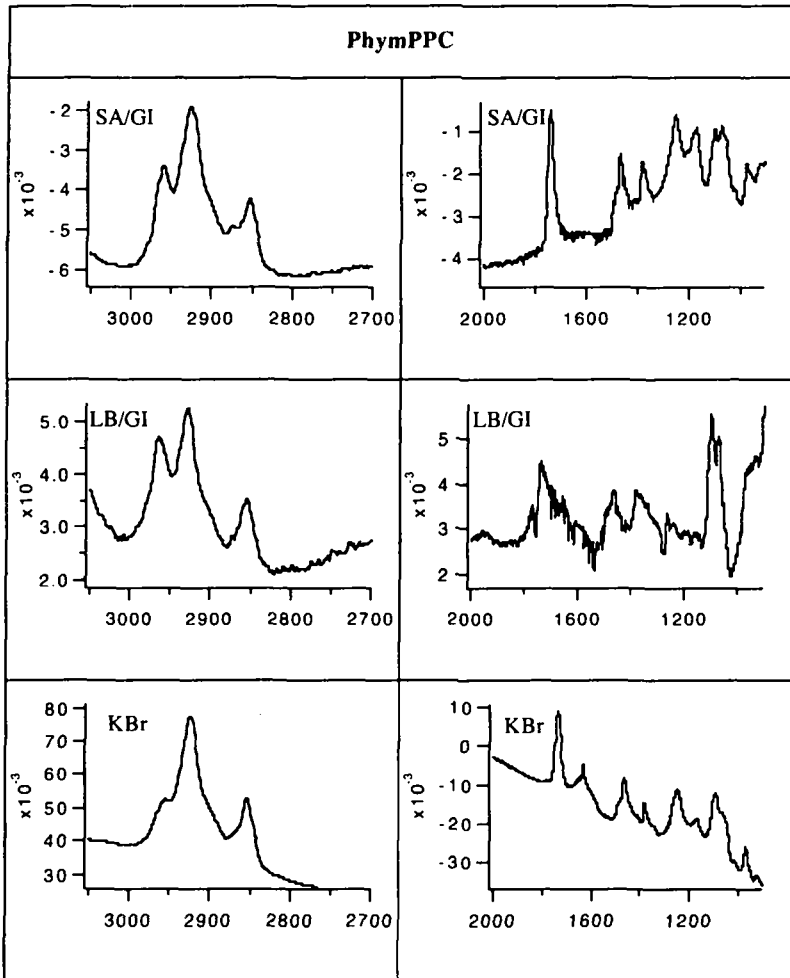 PhymPPC
SA/GI
x10⁻³
- 2
- 3
- 4
- 5
- 6
3000 2900 2800 2700
SA/GI
x10⁻³
- 1
- 2
- 3
- 4
2000 1600 1200
LB/GI
x10⁻³
5.0
4.0
3.0
2.0
3000 2900 2800 2700
LB/GI
x10⁻³
5
4
3
2
2000 1600 1200
KBr
x10⁻³
80
70
60
50
40
30
3000 2900 2800 2700
KBr
x10⁻³
10
0
-10
-20
-30
2000 1600 1200